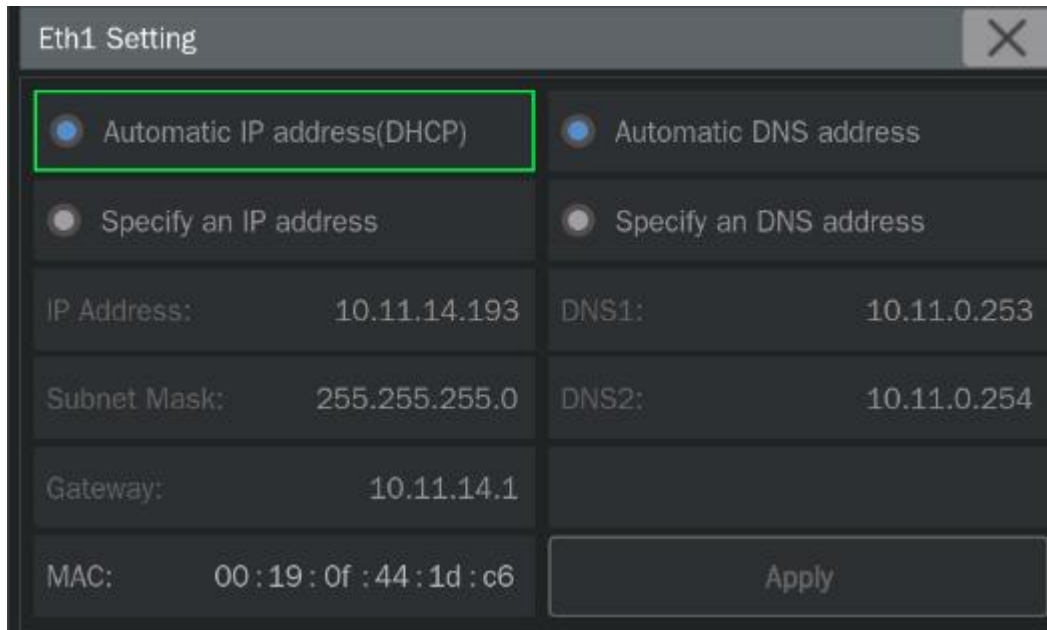 Eth1 Setting
Automatic IP address(DHCP)
Automatic DNS address
Specify an IP address
Specify an DNS address
IP Address: 10.11.14.193
DNS1: 10.11.0.253
Subnet Mask: 255.255.255.0
DNS2: 10.11.0.254
Gateway: 10.11.14.1
MAC: 00:19:0f:44:1d:c6
Apply